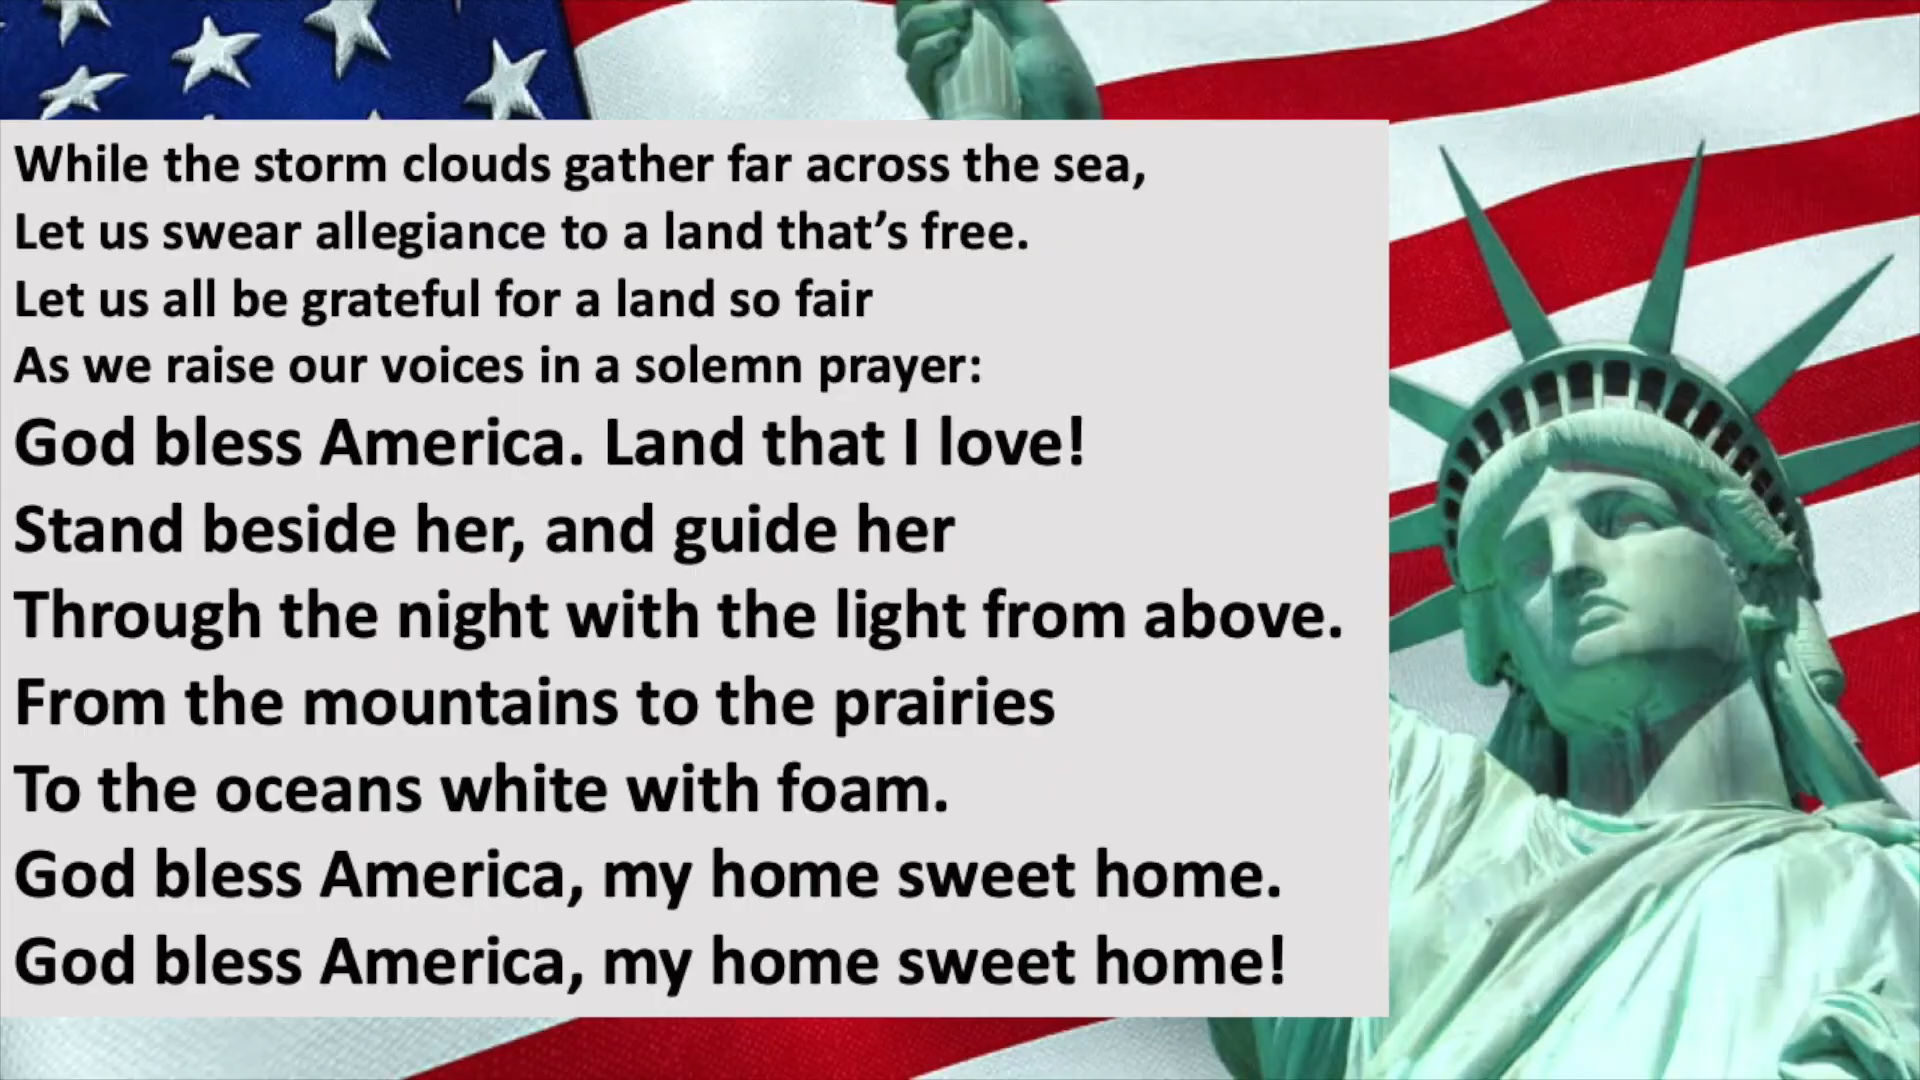 While the storm clouds gather far across the sea,
Let us swear allegiance to a land that’s free.
Let us all be grateful for a land so fair
As we raise our voices in a solemn prayer:
God bless America. Land that I love!
Stand beside her, and guide her
Through the night with the light from above.
From the mountains to the prairies
To the oceans white with foam.
God bless America, my home sweet home.
God bless America, my home sweet home!